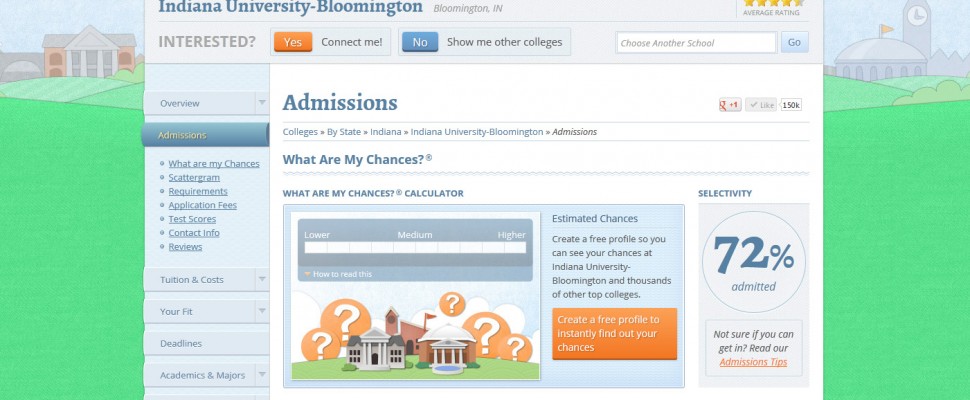 Indiana University-Bloomington Bloomington, IN
AVERAGE RATING
INTERESTED? Yes Connect me! No Show me other colleges Choose Another School Go
Overview
Admissions
What are my Chances?
Scattergram
Requirements
Application Fees
Test Scores
Contact Info
Reviews
Tuition & Costs
Your Fit
Deadlines
Academics & Majors
Admissions
+1 Like 150k
Colleges » By State » Indiana » Indiana University-Bloomington » Admissions
What Are My Chances?®
WHAT ARE MY CHANCES?® CALCULATOR
Lower Medium Higher
How to read this
? ? ? ? ?
Estimated Chances
Create a free profile so you
can see your chances at
Indiana University-
Bloomington and thousands
of other top colleges.
Create a free profile to
instantly find out your
chances
SELECTIVITY
72%
admitted
Not sure if you can
get in? Read our
Admissions Tips